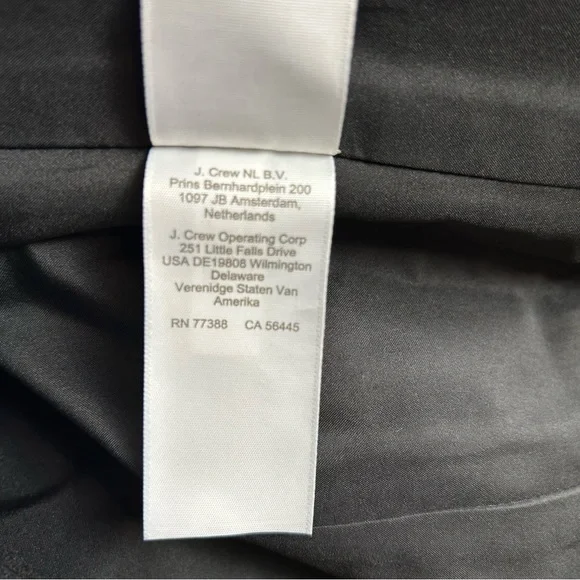 J. Crew NL B.V.
Prins Bernhardplein 200
1097 JB Amsterdam,
Netherlands
J. Crew Operating Corp
251 Little Falls Drive
USA DE19808 Wilmington
Delaware
Verenidge Staten Van
Amerika
RN 77388 CA 56445